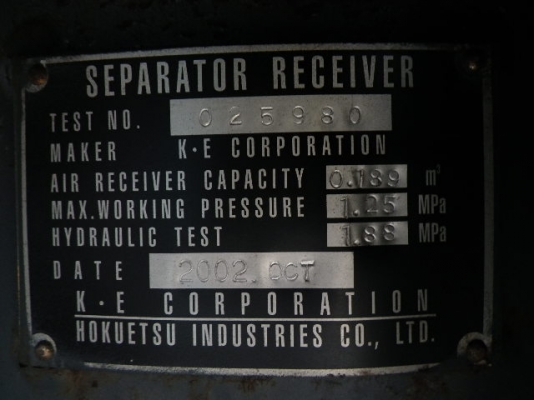 SEPARATOR RECEIVER
TEST NO. 025980
MAKER K·E CORPORATION
AIR RECEIVER CAPACITY 0.189 m³
MAX.WORKING PRESSURE 1.25 MPa
HYDRAULIC TEST 1.88 MPa
DATE 2002.OCT
K·E CORPORATION
HOKUETSU INDUSTRIES CO., LTD.